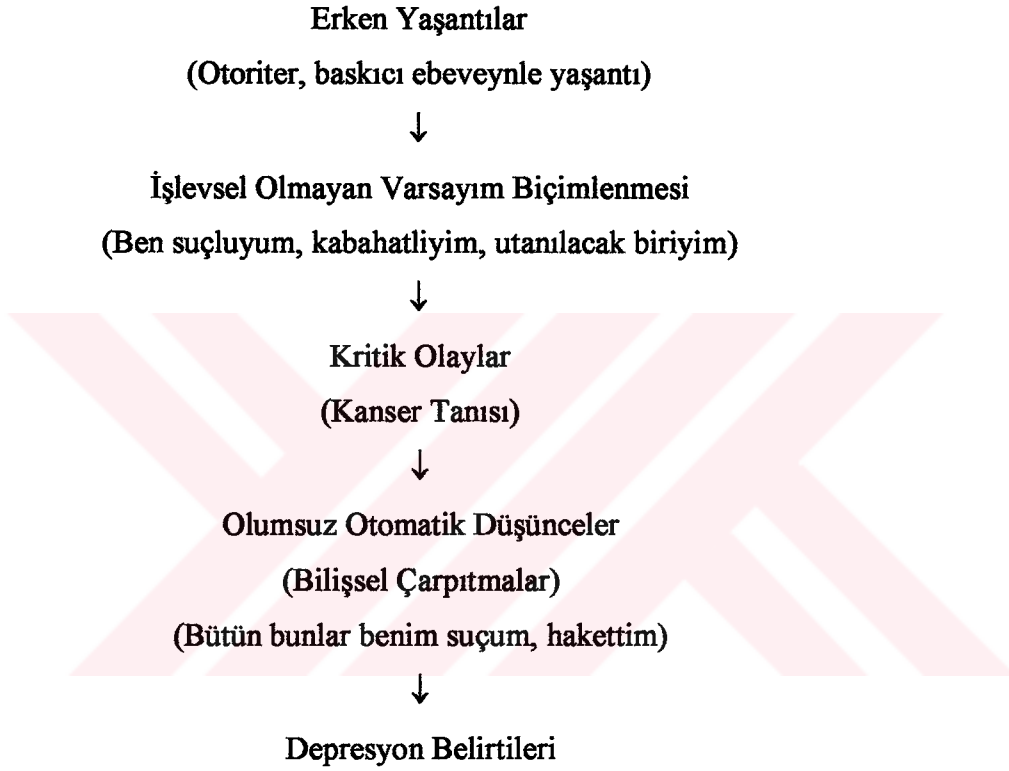 Erken Yaşantılar
(Otoriter, baskıcı ebeveynle yaşantı)
↓
İşlevsel Olmayan Varsayım Biçimlenmesi
(Ben suçluyum, kabahatliyim, utanılacak biriyim)
↓
Kritik Olaylar
(Kanser Tanısı)
↓
Olumsuz Otomatik Düşünceler
(Bilişsel Çarpıtmalar)
(Bütün bunlar benim suçum, hakettim)
↓
Depresyon Belirtileri